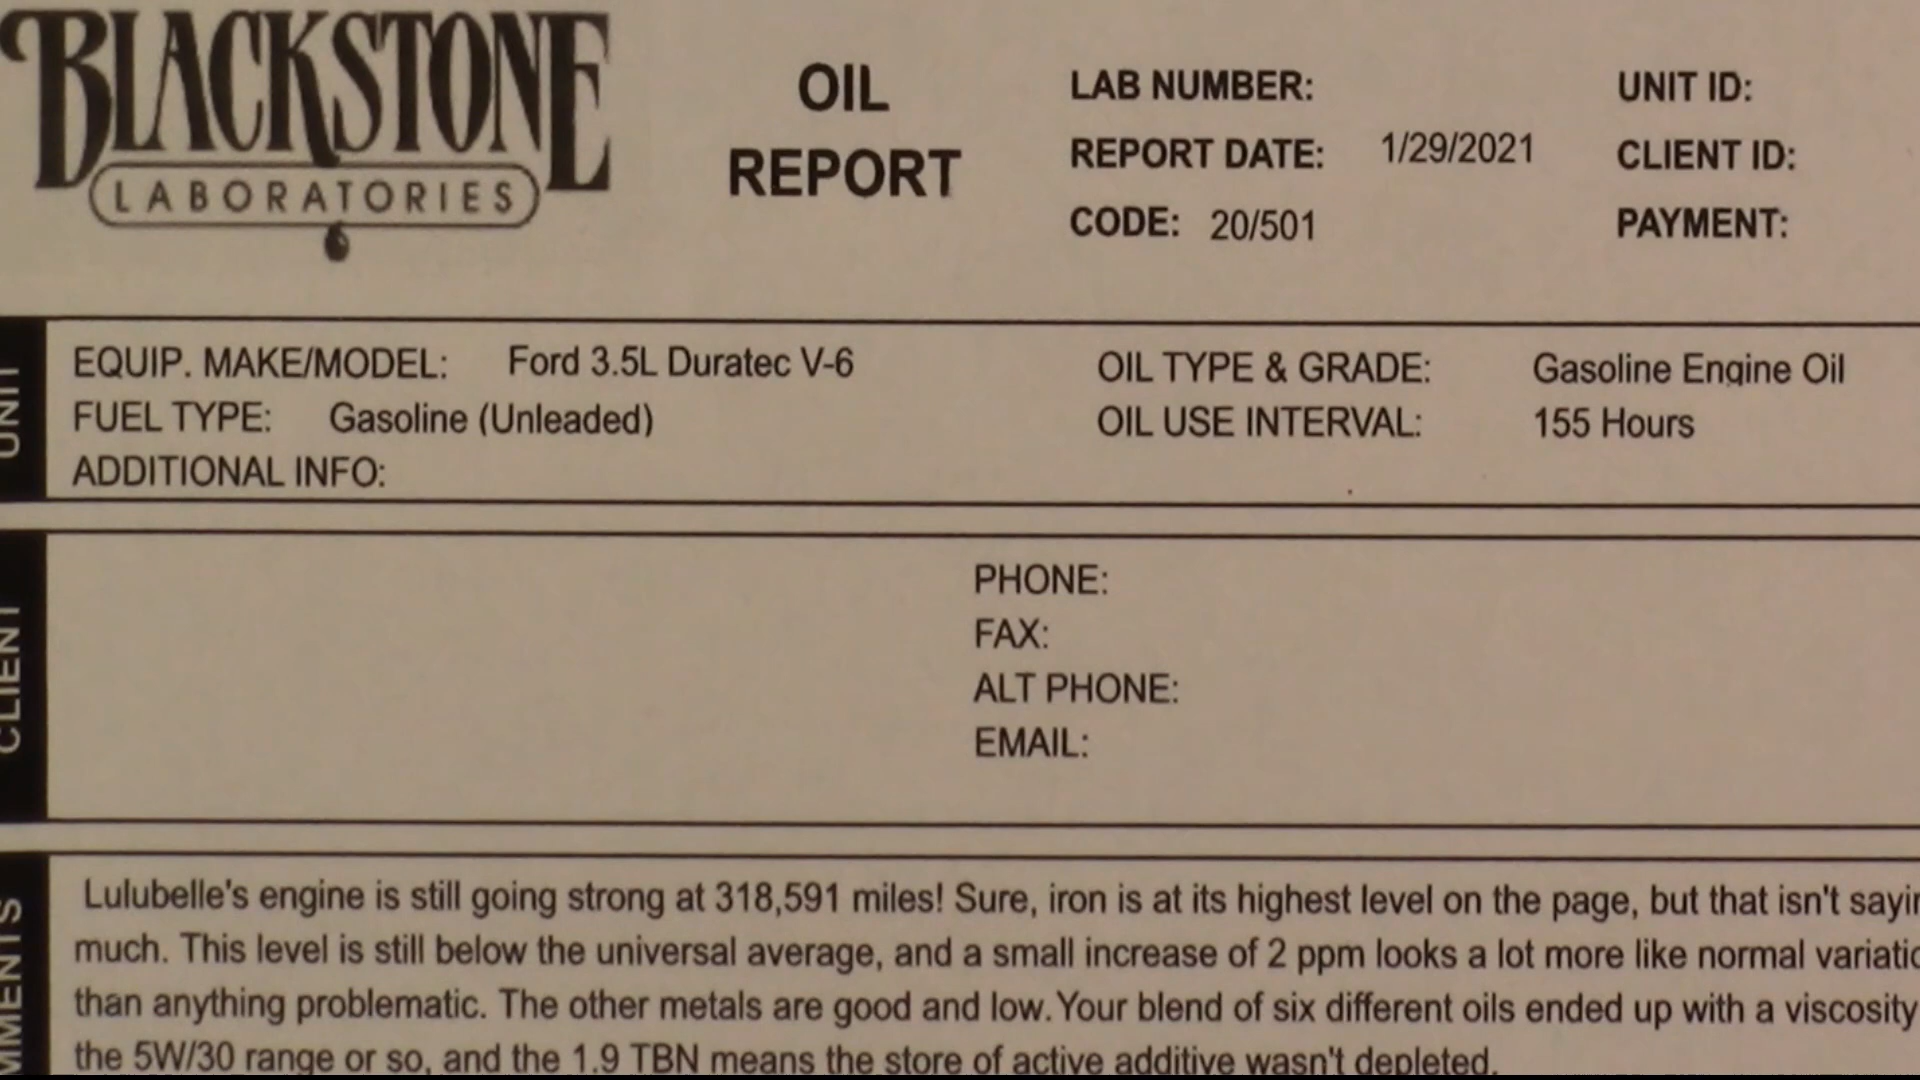 BLACKSTONE
LABORATORIES
OIL
REPORT
LAB NUMBER:
REPORT DATE: 1/29/2021
CODE: 20/501
UNIT ID:
CLIENT ID:
PAYMENT:
UNIT
EQUIP. MAKE/MODEL: Ford 3.5L Duratec V-6
FUEL TYPE: Gasoline (Unleaded)
ADDITIONAL INFO:
OIL TYPE & GRADE: Gasoline Engine Oil
OIL USE INTERVAL: 155 Hours
CLIENT
PHONE:
FAX:
ALT PHONE:
EMAIL:
Lulubelle's engine is still going strong at 318,591 miles! Sure, iron is at its highest level on the page, but that isn't
much. This level is still below the universal average, and a small increase of 2 ppm looks a lot more like normal
than anything problematic. The other metals are good and low. Your blend of six different oils ended up with a viscosity
the 5W/30 range or so, and the 1.9 TBN means the store of active additive wasn't depleted.